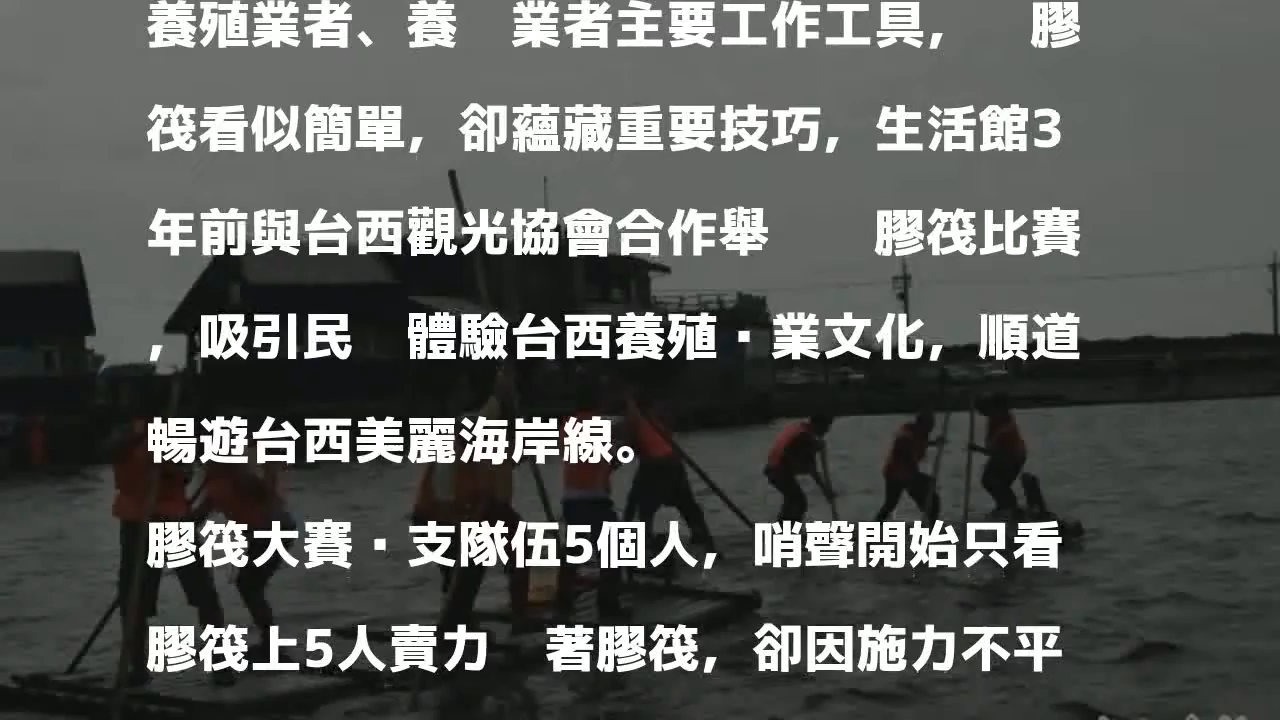 養殖業者、養　業者主要工作工具，　膠
筏看似簡單，卻蘊藏重要技巧，生活館3
年前與台西觀光協會合作舉　　膠筏比賽
，吸引民　體驗台西養殖·業文化，順道
暢遊台西美麗海岸線。
膠筏大賽·支隊伍5個人，哨聲開始只看
膠筏上5人賣力　著膠筏，卻因施力不平